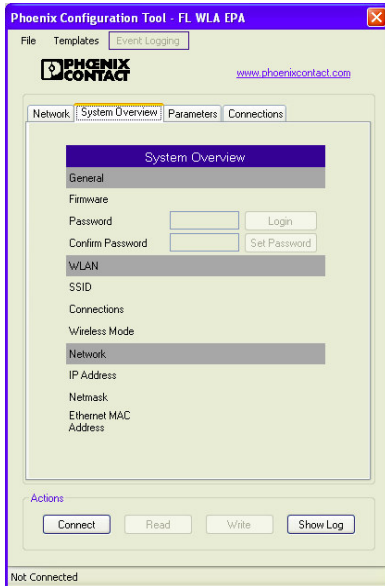 Phoenix Configuration Tool - FL WLA EPA
File Templates Event Logging
PHŒNIX
CONTACT
www.phoenixcontact.com
Network System Overview Parameters Connections
System Overview
General
Firmware
Password Login
Confirm Password Set Password
WLAN
SSID
Connections
Wireless Mode
Network
IP Address
Netmask
Ethernet MAC
Address
Actions
Connect Read Write Show Log
Not Connected